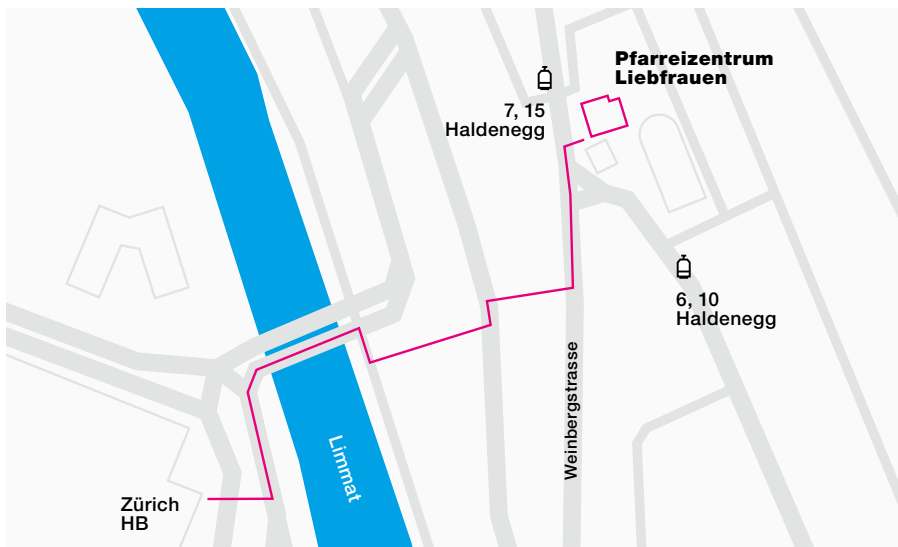 Pfarreizentrum
Liebfrauen
7, 15
Haldenegg
6, 10
Haldenegg
Weinbergstrasse
Limmat
Zürich
HB